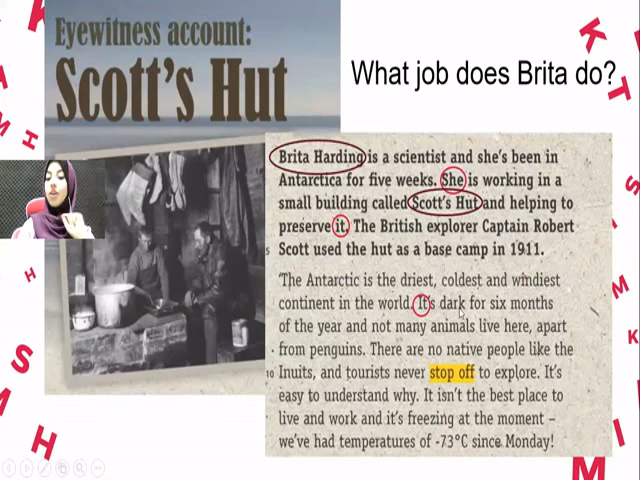 Eyewitness account:
Scott's Hut
What job does Brita do?
Brita Harding is a scientist and she's been in
Antarctica for five weeks. She is working in a
small building called Scott's Hut and helping to
preserve it. The British explorer Captain Robert
5 Scott used the hut as a base camp in 1911.
'The Antarctic is the driest, coldest and windiest
continent in the world. It's dark for six months
of the year and not many animals live here, apart
from penguins. There are no native people like the
10 Inuits, and tourists never stop off to explore. It's
easy to understand why. It isn't the best place to
live and work and it's freezing at the moment –
we've had temperatures of -73°C since Monday!